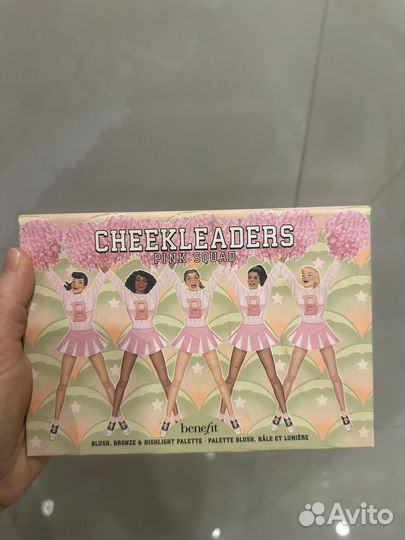 CHEEKLEADERS
PINK SQUAD
B B B B B
benefit
BLUSH, BRONZE & HIGHLIGHT PALETTE · PALETTE BLUSH, HÂLE ET LUMIÈRE
Avito